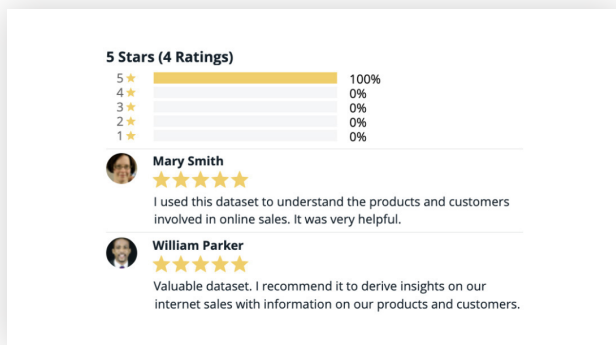 5 Stars (4 Ratings)
5 ★ 100%
4 ★ 0%
3 ★ 0%
2 ★ 0%
1 ★ 0%
Mary Smith
I used this dataset to understand the products and customers
involved in online sales. It was very helpful.
William Parker
Valuable dataset. I recommend it to derive insights on our
internet sales with information on our products and customers.